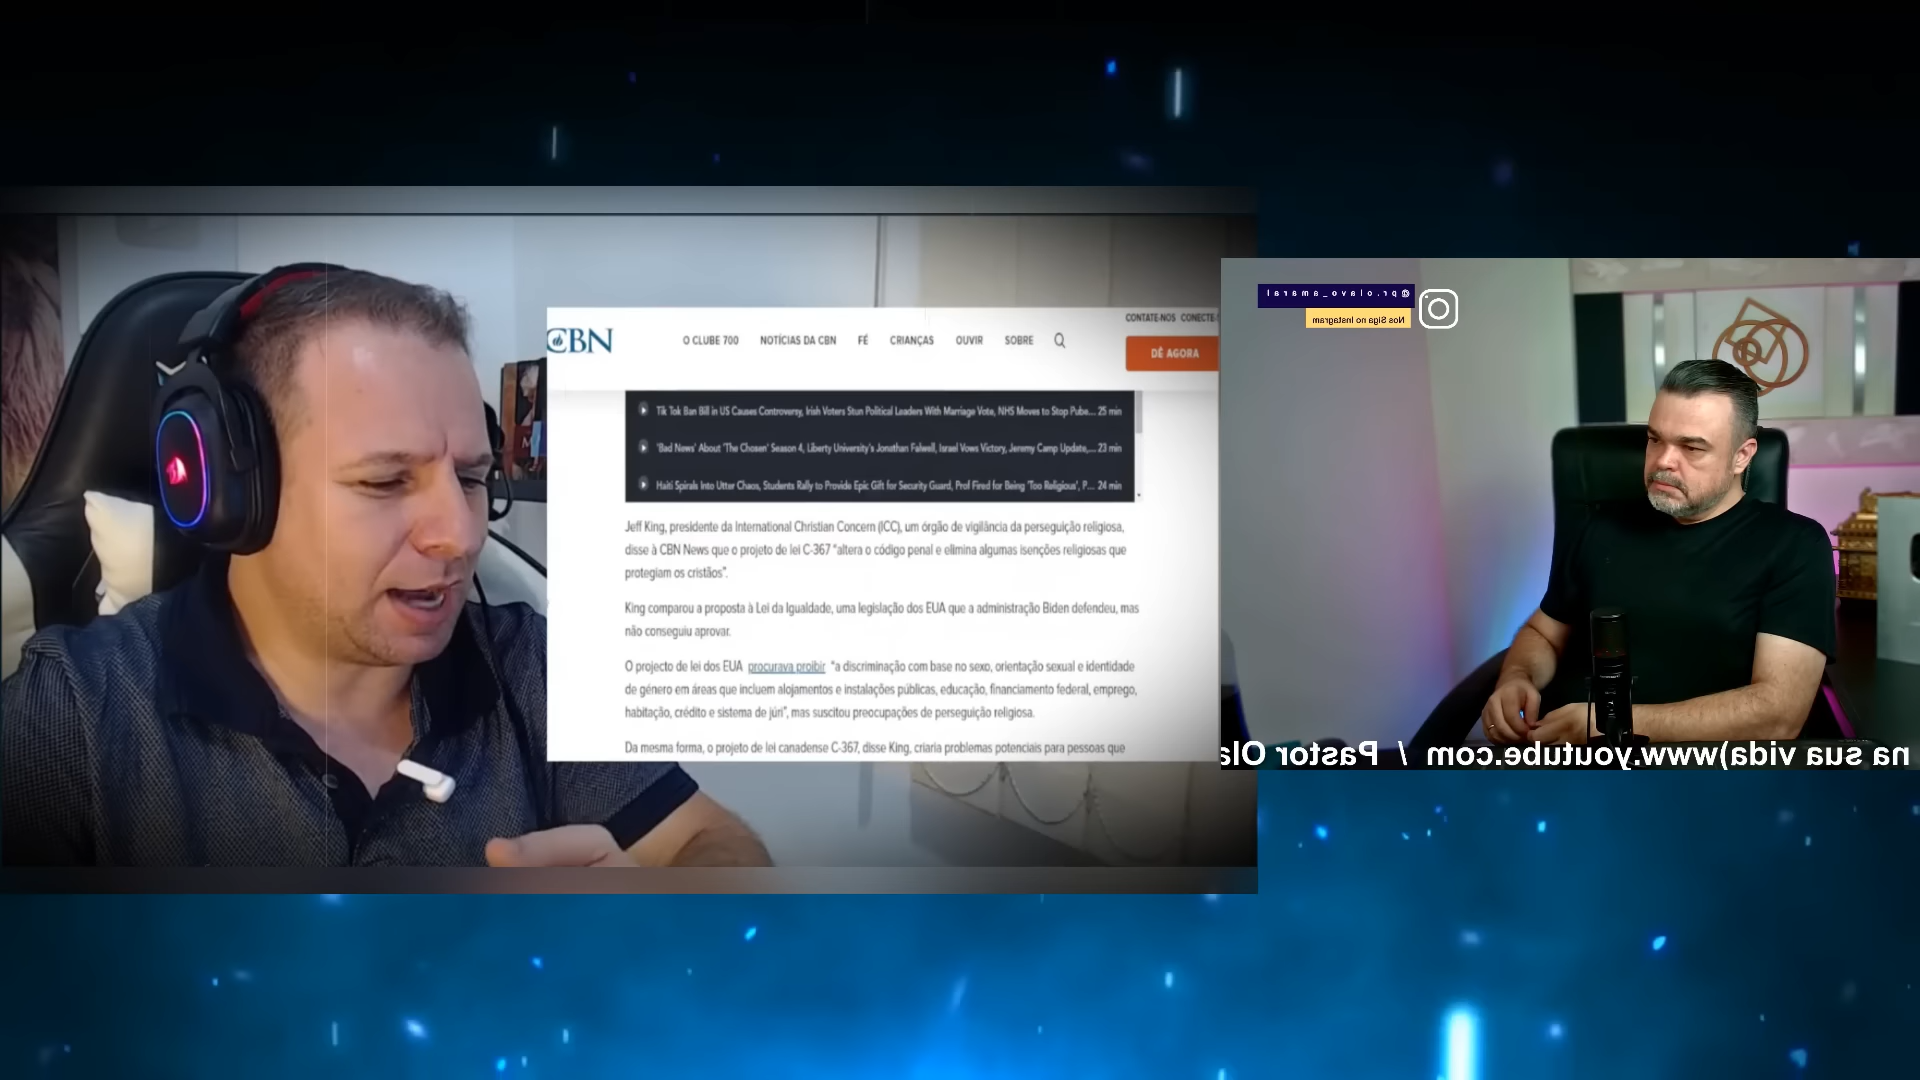 CONTATE-NOS CONECTE-
CBN
O CLUBE 700 NOTÍCIAS DA CBN FÉ CRIANÇAS OUVIR SOBRE
DÊ AGORA
Tik Tok Ban Bill in US Causes Controversy, Irish Voters Stun Political Leaders With Marriage Vote, NHS Moves to Stop Pube... 25 min
'Bad News' About 'The Chosen' Season 4, Liberty University's Jonathan Falwell, Israel Vows Victory, Jeremy Camp Update,... 23 min
Haiti Spirals Into Utter Chaos, Students Rally to Provide Epic Gift for Security Guard, Prof Fired for Being 'Too Religious', P... 24 min
Jeff King, presidente da International Christian Concern (ICC), um órgão de vigilância da perseguição religiosa,
disse à CBN News que o projeto de lei C-367 "altera o código penal e elimina algumas isenções religiosas que
protegiam os cristãos".
King comparou a proposta à Lei da Igualdade, uma legislação dos EUA que a administração Biden defendeu, mas
não conseguiu aprovar.
O projecto de lei dos EUA procurava proibir "a discriminação com base no sexo, orientação sexual e identidade
de género em áreas que incluem alojamentos e instalações públicas, educação, financiamento federal, emprego,
habitação, crédito e sistema de júri", mas suscitou preocupações de perseguição religiosa.
Da mesma forma, o projeto de lei canadense C-367, disse King, criaria problemas potenciais para pessoas que
@pr.olavo_amaral
Nos Siga no Instagram
na sua vida)www.youtube.com / Pastor Ola